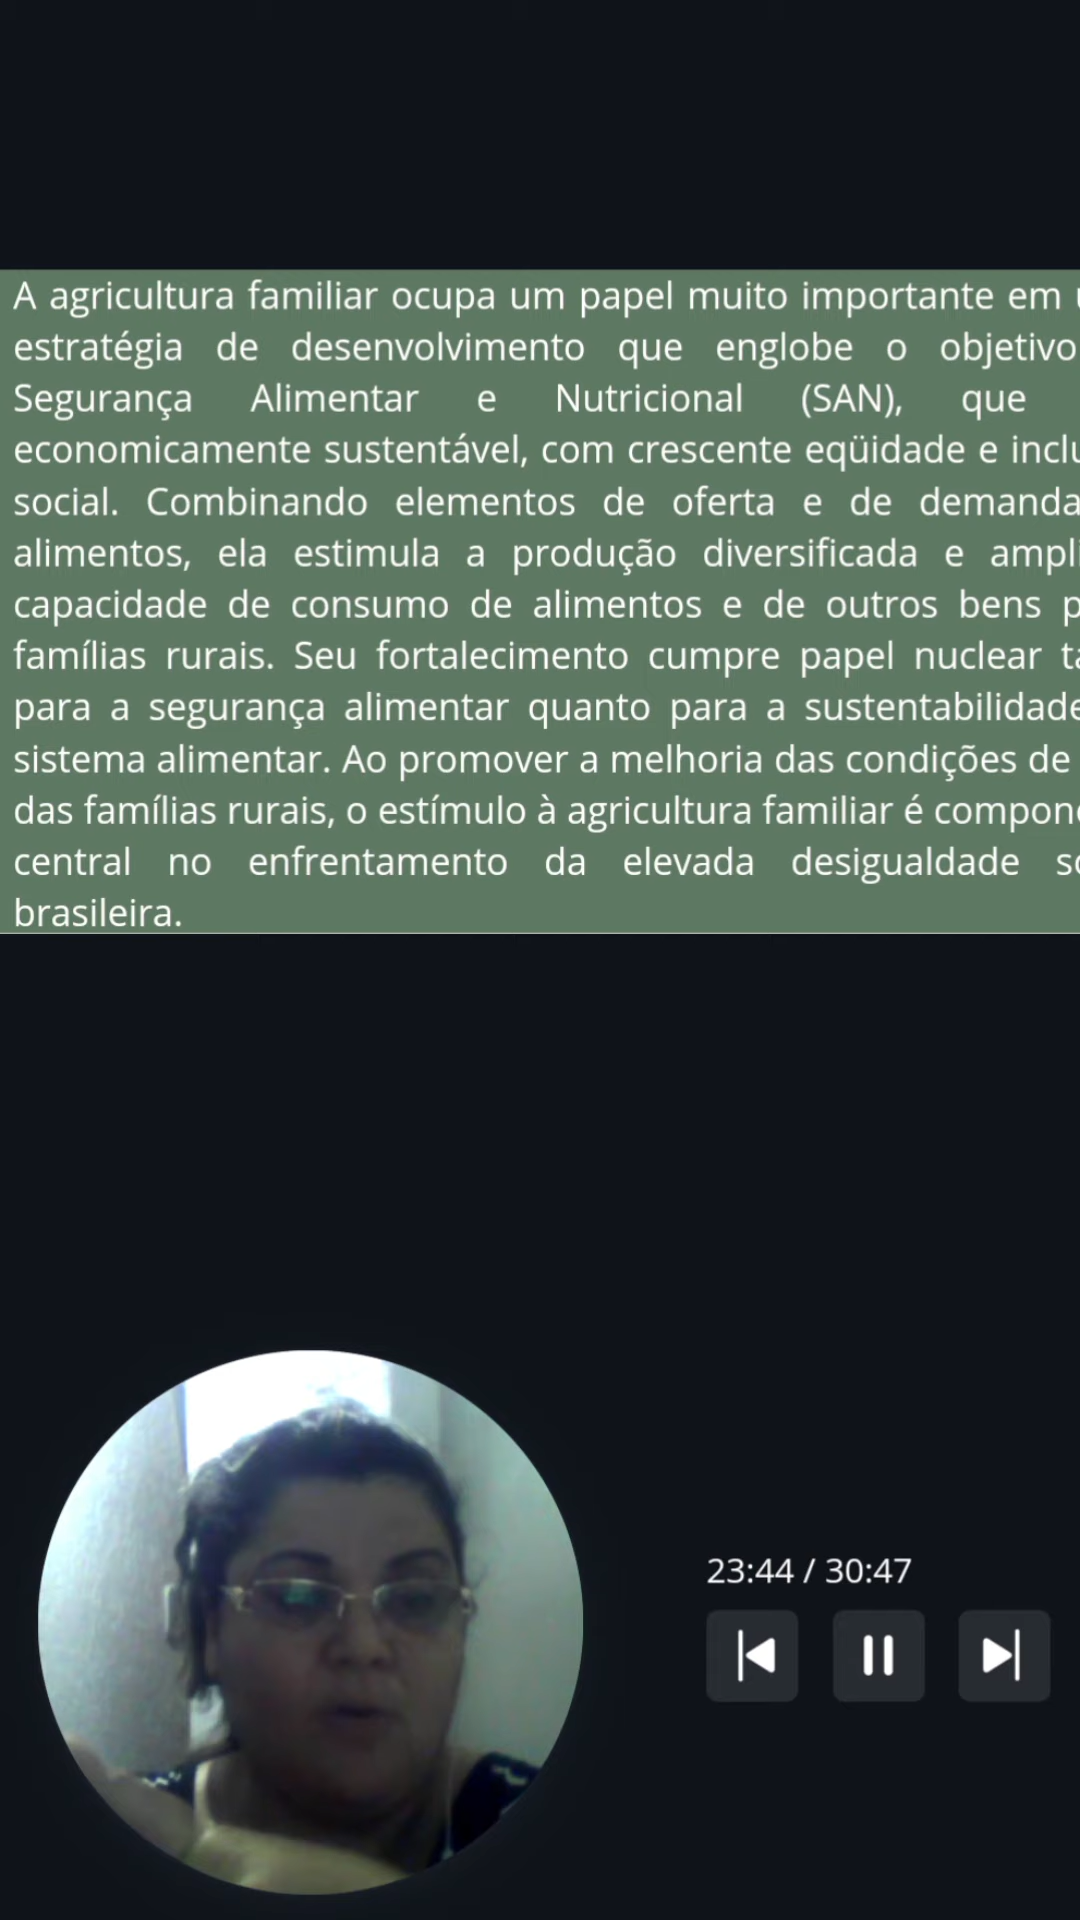 A agricultura familiar ocupa um papel muito importante em
estratégia de desenvolvimento que englobe o objetivo
Segurança Alimentar e Nutricional (SAN), que
economicamente sustentável, com crescente eqüidade e
social. Combinando elementos de oferta e de demanda
alimentos, ela estimula a produção diversificada e
capacidade de consumo de alimentos e de outros bens
famílias rurais. Seu fortalecimento cumpre papel nuclear
para a segurança alimentar quanto para a sustentabilidade
sistema alimentar. Ao promover a melhoria das condições de
das famílias rurais, o estímulo à agricultura familiar é
central no enfrentamento da elevada desigualdade
brasileira.
23:44 / 30:47